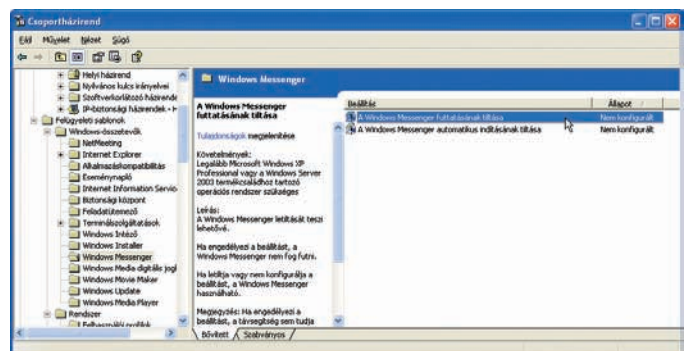 Csoportházirend
Fájl Művelet Nézet Súgó
Helyi házirend
Nyilvános kulcs irányelvei
Szoftverkorlátozó házirende
IP-biztonsági házirendek - H
Felügyeleti sablonok
Windows-összetevők
NetMeeting
Internet Explorer
Alkalmazáskompatibilitás
Eseménynapló
Internet Information Servic
Biztonsági központ
Feladatütemező
Terminálszolgáltatások
Windows Intéző
Windows Installer
Windows Messenger
Windows Media digitális jogl
Windows Movie Maker
Windows Update
Windows Media Player
Rendszer
Felhasználói profilok
Windows Messenger
A Windows Messenger
futtatásának tiltása
Tulajdonságok megjelenítése
Követelmények:
Legalább Microsoft Windows XP
Professional vagy a Windows Server
2003 termékcsaládhoz tartozó
operációs rendszer szükséges
Leírás:
A Windows Messenger letiltását teszi
lehetővé.
Ha engedélyezi a beállítást, a
Windows Messenger nem fog futni.
Ha letiltja vagy nem konfigurálja a
beállítást, a Windows Messenger
használható.
Megjegyzés: Ha engedélyezi a
beállítást, a távsegítség sem tudja
Beállítás Állapot
A Windows Messenger futtatásának tiltása Nem konfigurált
A Windows Messenger automatikus indításának tiltása Nem konfigurált
Bővített Szabványos